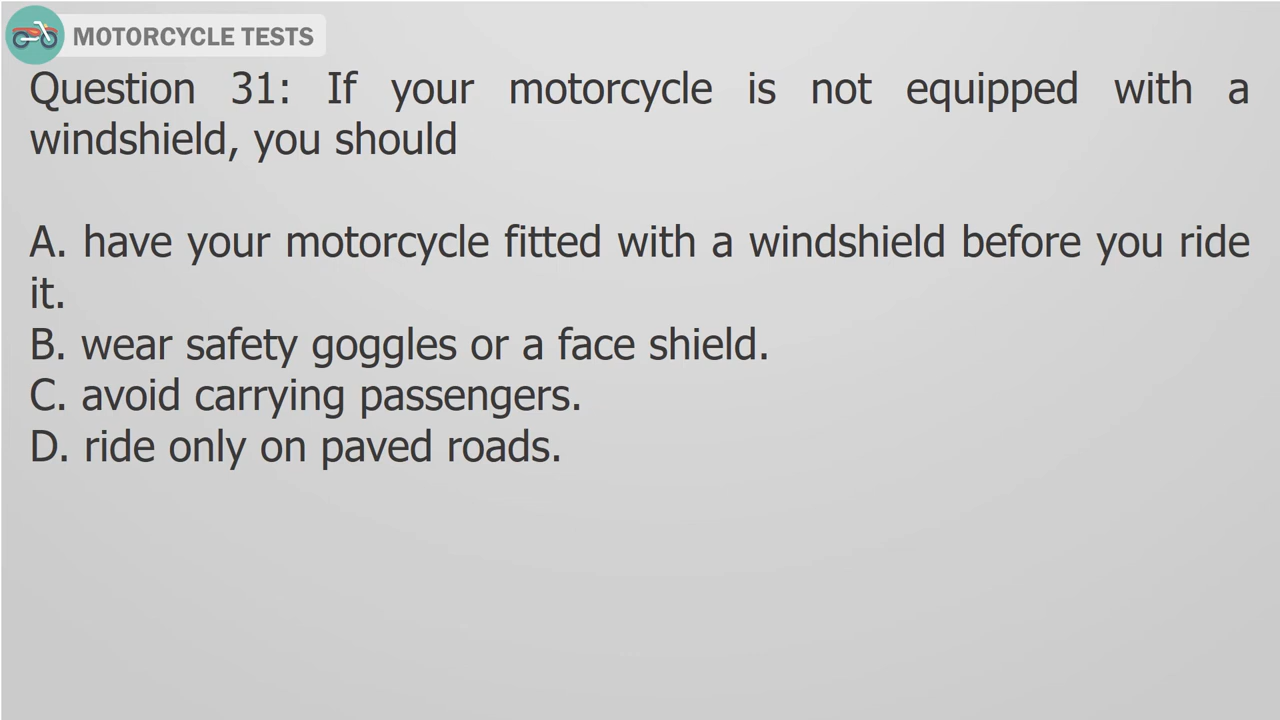 MOTORCYCLE TESTS
Question 31: If your motorcycle is not equipped with a
windshield, you should
A. have your motorcycle fitted with a windshield before you ride
it.
B. wear safety goggles or a face shield.
C. avoid carrying passengers.
D. ride only on paved roads.